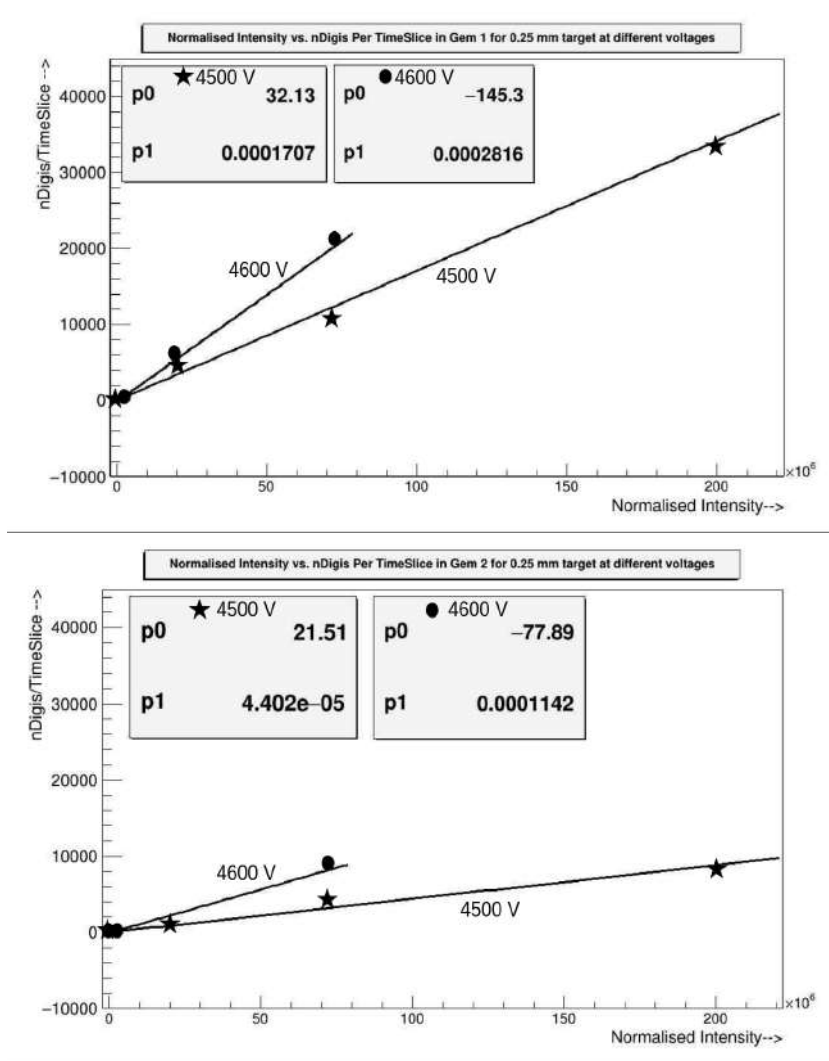 Normalised Intensity vs. nDigis Per TimeSlice in Gem 1 for 0.25 mm target at different voltages
nDigis/TimeSlice -->
★ 4500 V
p0 32.13
p1 0.0001707
● 4600 V
p0 −145.3
p1 0.0002816
40000
30000
20000
10000
0
−10000
4600 V
4500 V
0 50 100 150 200
×10⁶
Normalised Intensity-->
Normalised Intensity vs. nDigis Per TimeSlice in Gem 2 for 0.25 mm target at different voltages
nDigis/TimeSlice -->
★ 4500 V
p0 21.51
p1 4.402e−05
● 4600 V
p0 −77.89
p1 0.0001142
40000
30000
20000
10000
0
−10000
4600 V
4500 V
0 50 100 150 200
×10⁶
Normalised Intensity-->